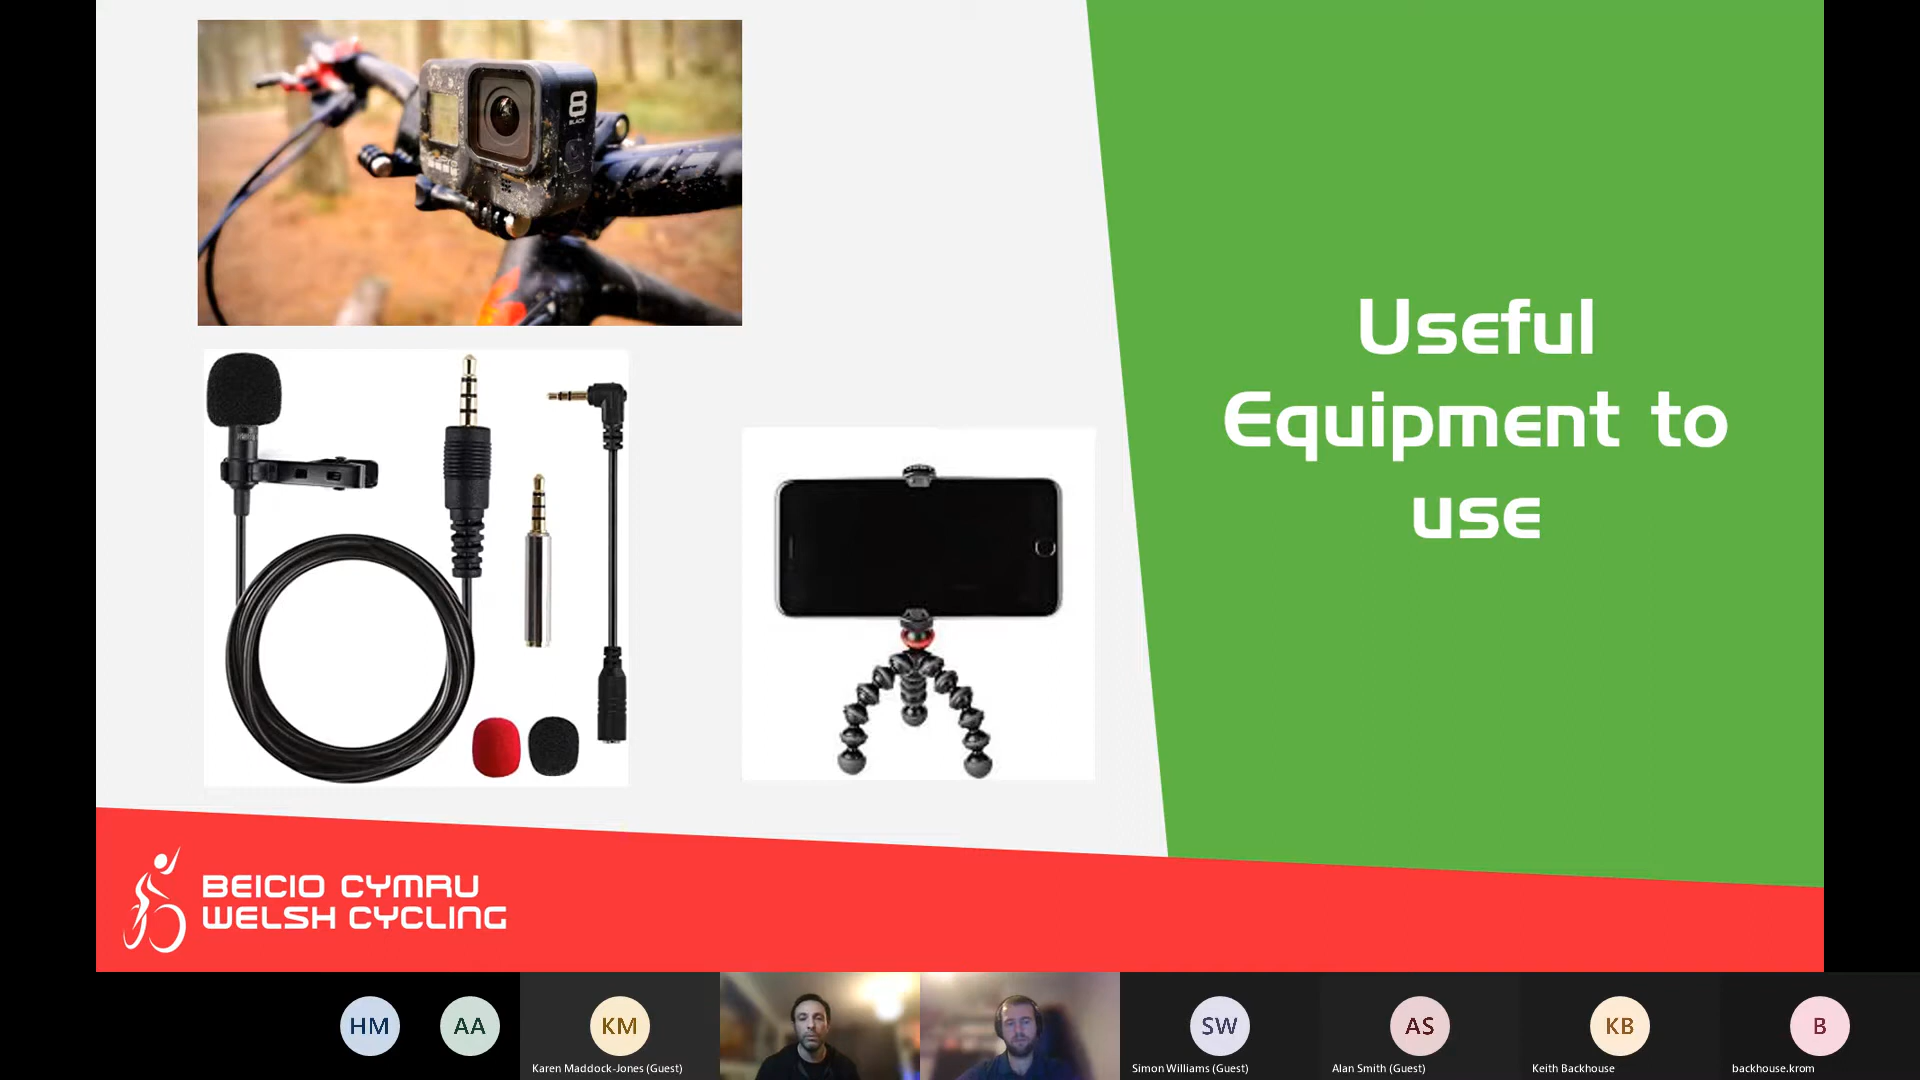 8
BLACK
Useful
Equipment to
use
BEICIO CYMRU
WELSH CYCLING
HM
AA
KM
SW
AS
KB
B
Karen Maddock-Jones (Guest)
Simon Williams (Guest)
Alan Smith (Guest)
Keith Backhouse
backhouse.krom